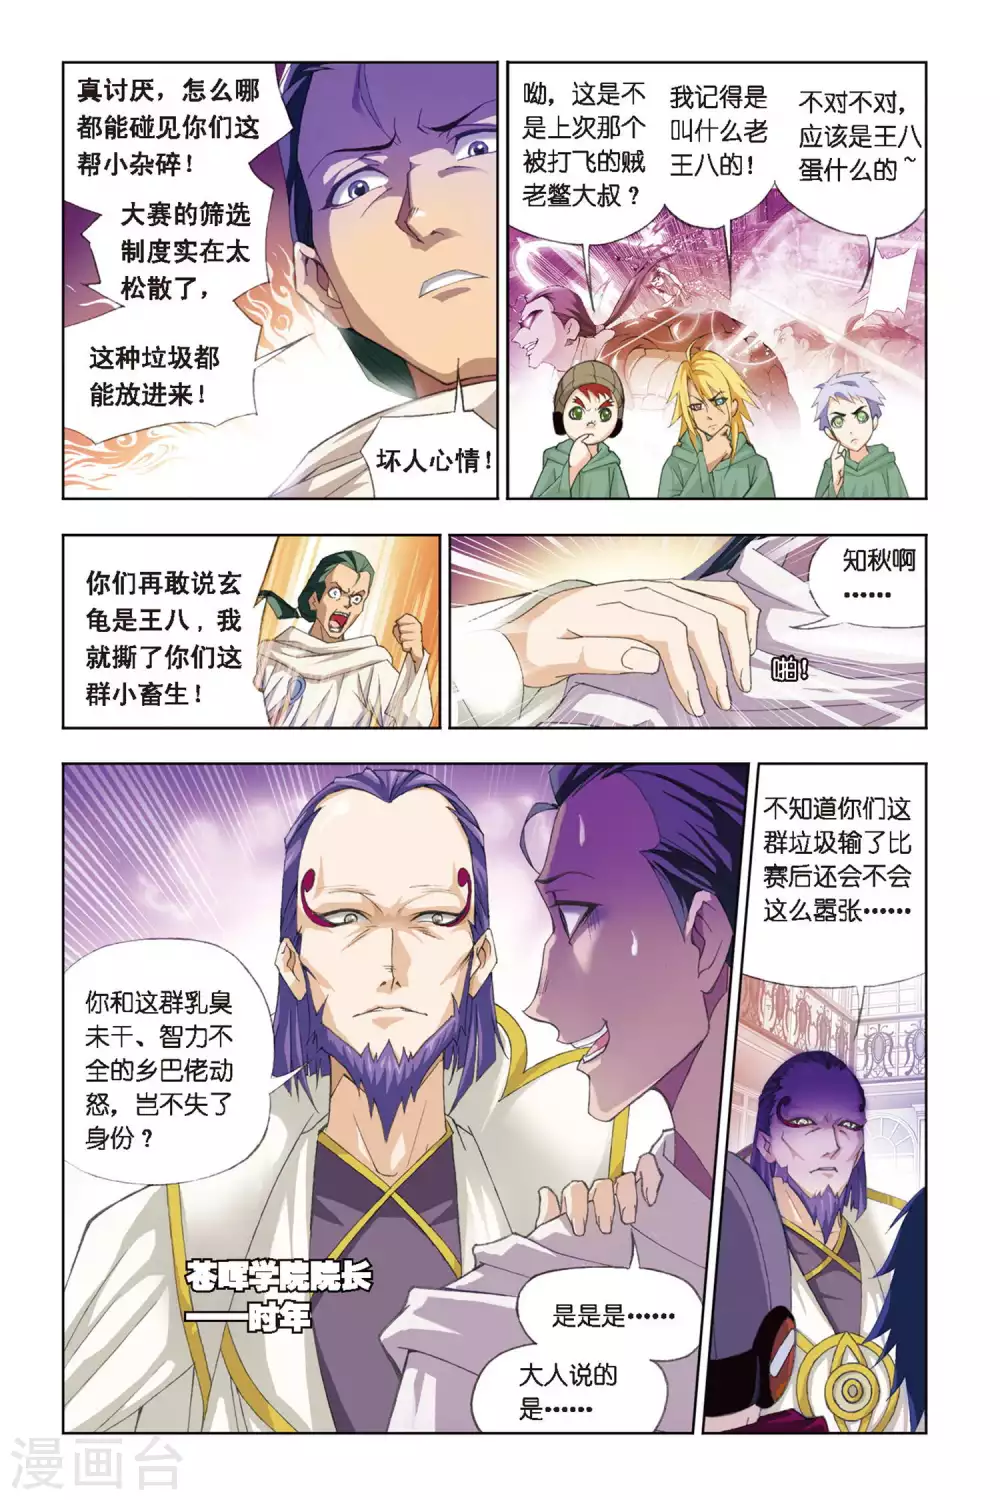 真讨厌，怎么哪
都能碰见你们这
帮小杂碎！
大赛的筛选
制度实在太
松散了，
这种垃圾都
能放进来！
坏人心情！
呦，这是不
是上次那个
被打飞的贼
老鳖大叔？
我记得是
叫什么老
王八的！
不对不对，
应该是王八
蛋什么的~
你们再敢说玄
龟是王八，我
就撕了你们这
群小畜生！
知秋啊
……
啪！
你和这群乳臭
未干、智力不
全的乡巴佬动
怒，岂不失了
身份？
苍晖学院院长
——时年
是是是……
大人说的
是……
不知道你们这
群垃圾输了比
赛后还会不会
这么嚣张……
漫画台